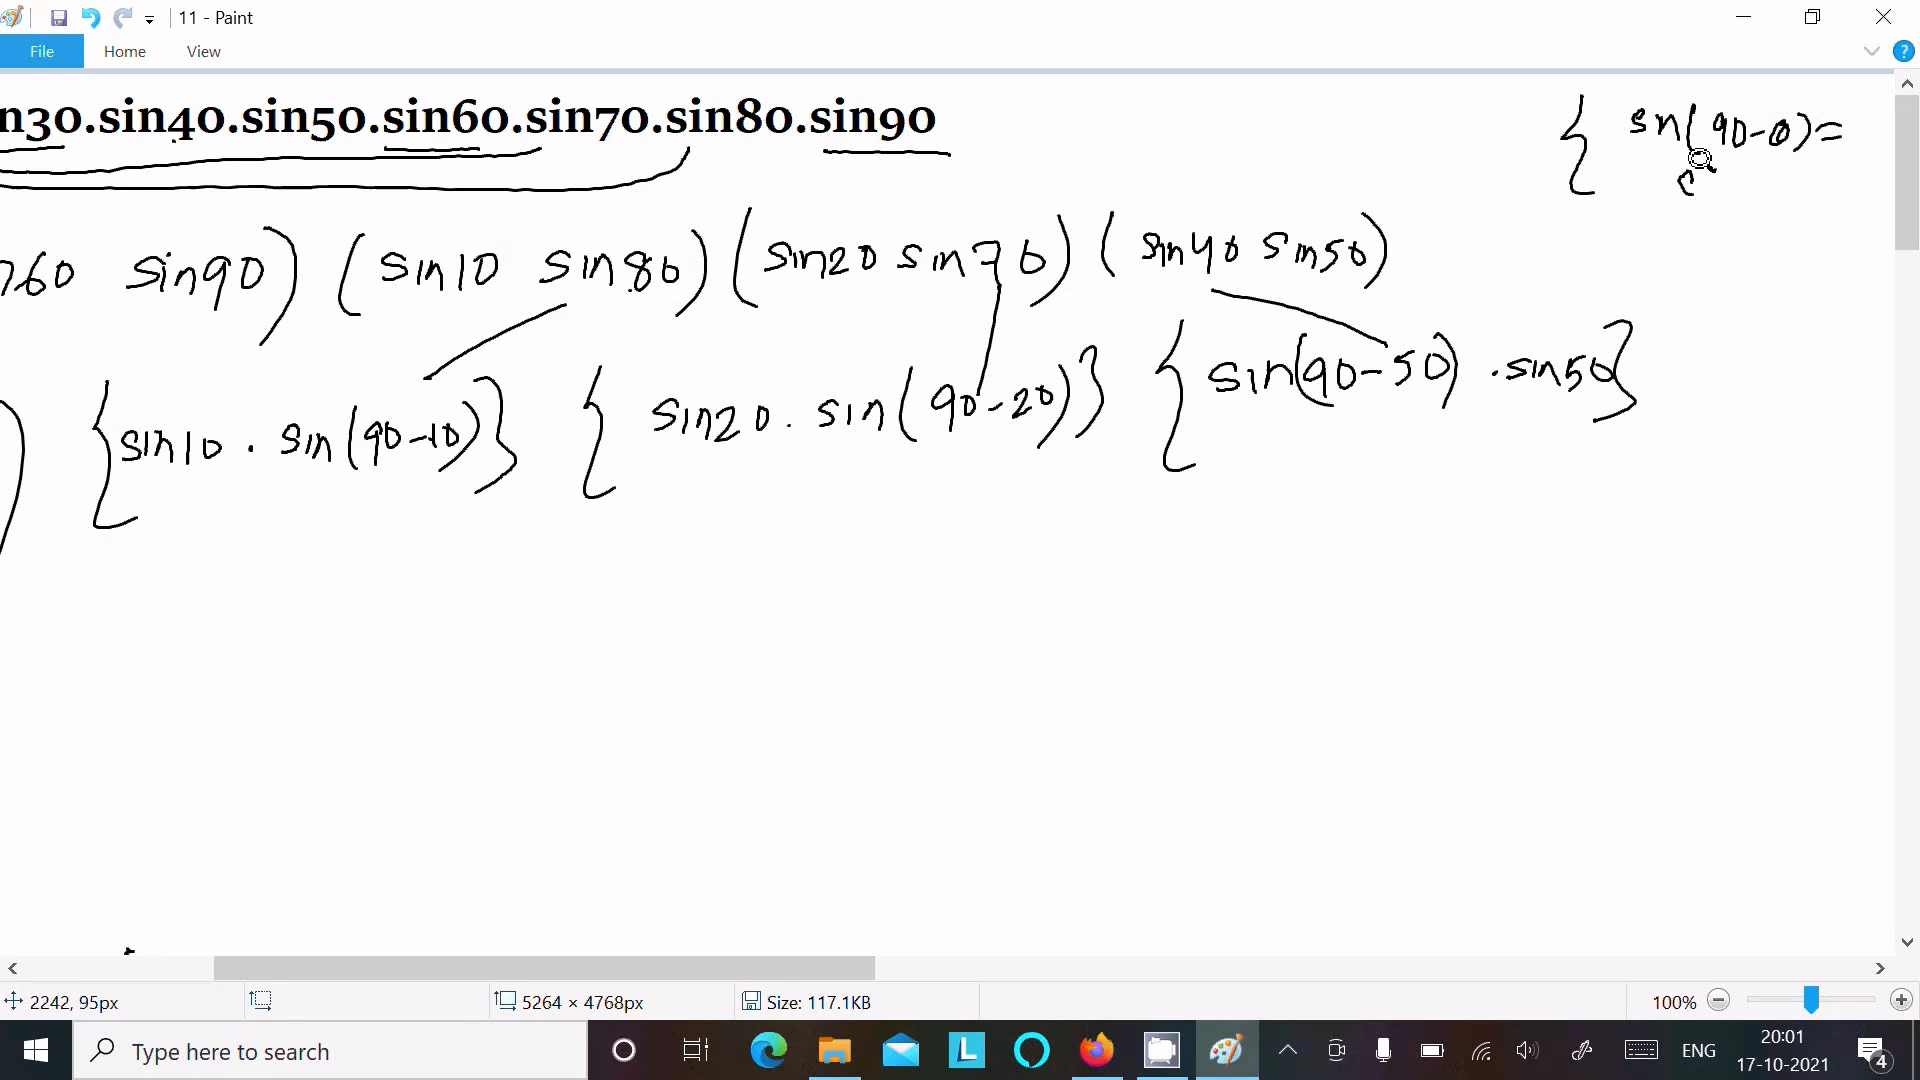 11 - Paint
File Home View
n30.sin40.sin50.sin60.sin70.sin80.sin90
{ sin(90-θ)=
c
60 sin90) (sin10 sin80) (sin20 sin70) (sin40 sin50)
) {sin10 . sin(90-10)} {sin20 . sin(90-20)} {sin(90-50) . sin50}
2242, 95px 5264 × 4768px Size: 117.1KB 100%
Type here to search L ENG 20:01
17-10-2021 4